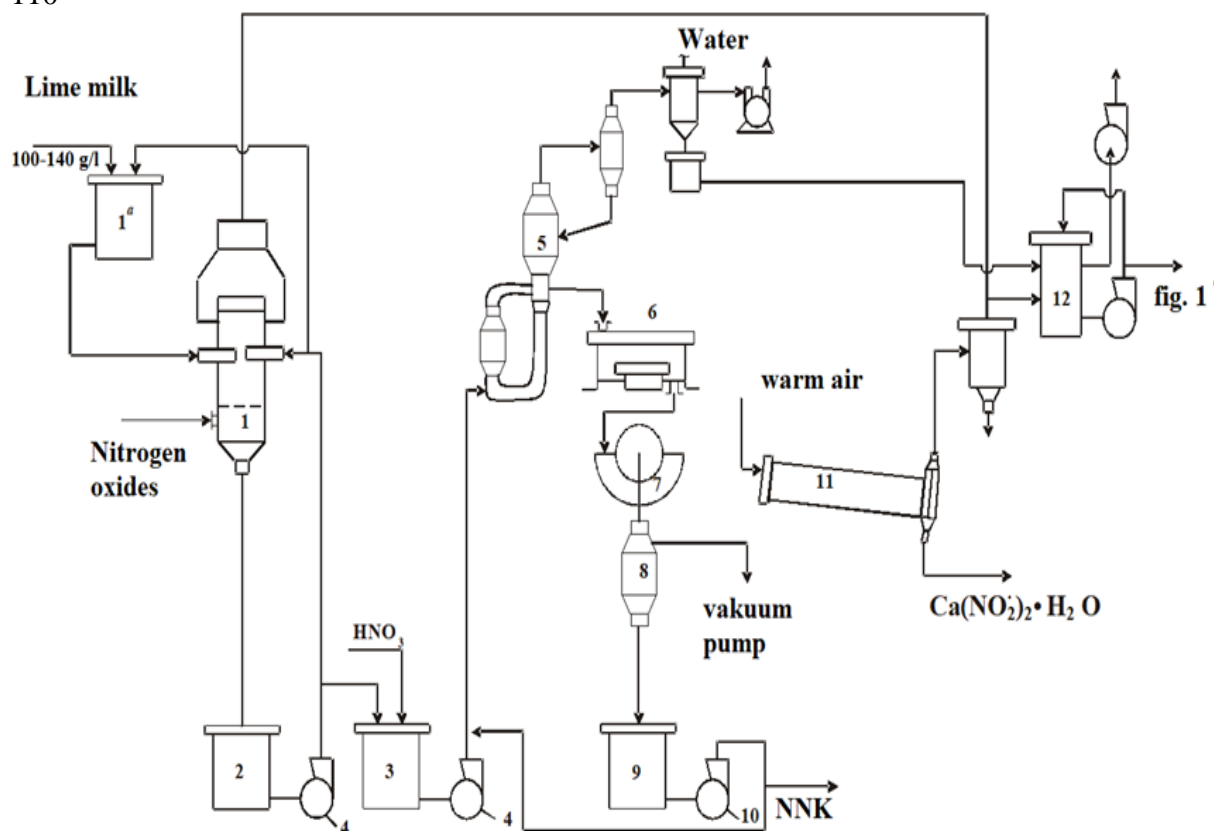 110
Water
Lime milk
100-140 g/l
1a
5
6
12
fig. 1
warm air
1
Nitrogen
oxides
7
11
8
vakuum
pump
Ca(NO2)2• H2 O
HNO3
2
3
9
4
4
10
NNK